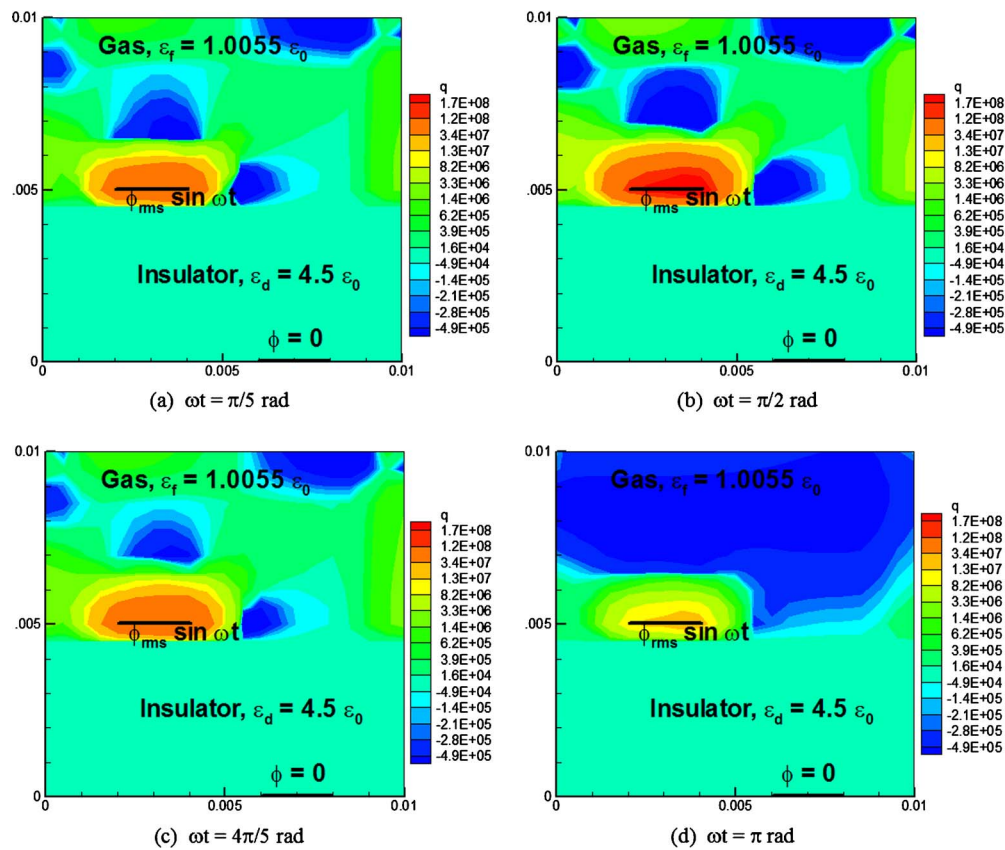 0.01
Gas, εf = 1.0055 ε0
q
1.7E+08
1.2E+08
3.4E+07
1.3E+07
8.2E+06
3.4E+06
1.4E+06
6.2E+05
3.9E+05
1.6E+04
-4.9E+04
-1.4E+05
-2.1E+05
-2.8E+05
-4.9E+05
.005
ϕrms sin ωt
Insulator, εd = 4.5 ε0
ϕ = 0
0
0
0.005
0.01
(a) ωt = π/5 rad
0.01
Gas, εf = 1.0055 ε0
q
1.7E+08
1.2E+08
3.4E+07
1.3E+07
8.2E+06
3.4E+06
1.4E+06
6.2E+05
3.9E+05
1.6E+04
-4.9E+04
-1.4E+05
-2.1E+05
-2.8E+05
-4.9E+05
.005
ϕrms sin ωt
Insulator, εd = 4.5 ε0
ϕ = 0
0
0
0.005
0.01
(b) ωt = π/2 rad
0.01
Gas, εf = 1.0055 ε0
q
1.7E+08
1.2E+08
3.4E+07
1.3E+07
8.2E+06
3.4E+06
1.4E+06
6.2E+05
3.9E+05
1.6E+04
-4.9E+04
-1.4E+05
-2.1E+05
-2.8E+05
-4.9E+05
.005
ϕrms sin ωt
Insulator, εd = 4.5 ε0
ϕ = 0
0
0
0.005
0.01
(c) ωt = 4π/5 rad
0.01
Gas, εf = 1.0055 ε0
q
1.7E+08
1.2E+08
3.4E+07
1.3E+07
8.2E+06
3.4E+06
1.4E+06
6.2E+05
3.9E+05
1.6E+04
-4.9E+04
-1.4E+05
-2.1E+05
-2.8E+05
-4.9E+05
.005
ϕrms sin ωt
Insulator, εd = 4.5 ε0
ϕ = 0
0
0
0.005
0.01
(d) ωt = π rad